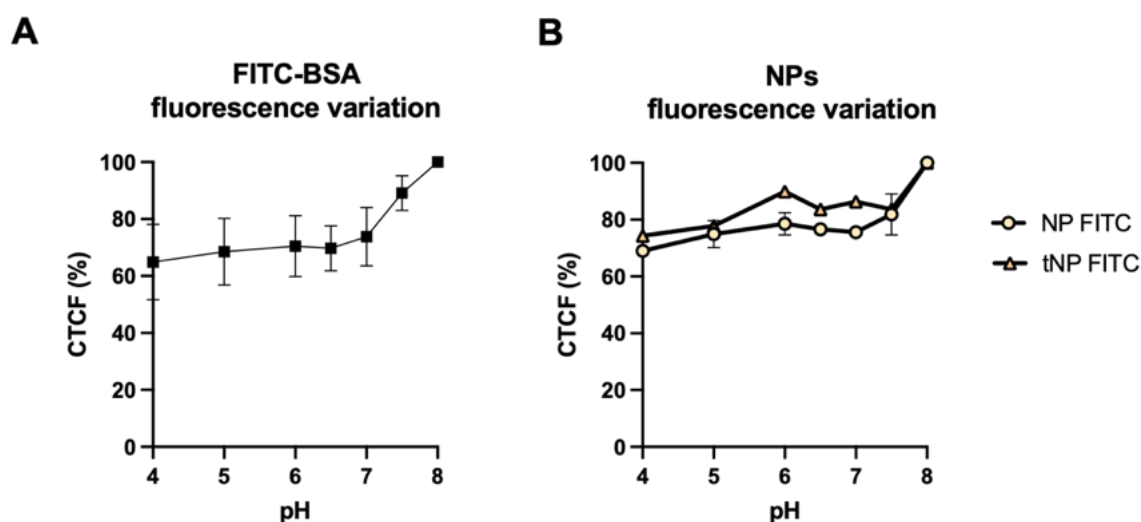 A
FITC-BSA
fluorescence variation
CTCF (%)
100
80
60
40
20
0
4 5 6 7 8
pH
B
NPs
fluorescence variation
CTCF (%)
100
80
60
40
20
0
4 5 6 7 8
pH
NP FITC
tNP FITC